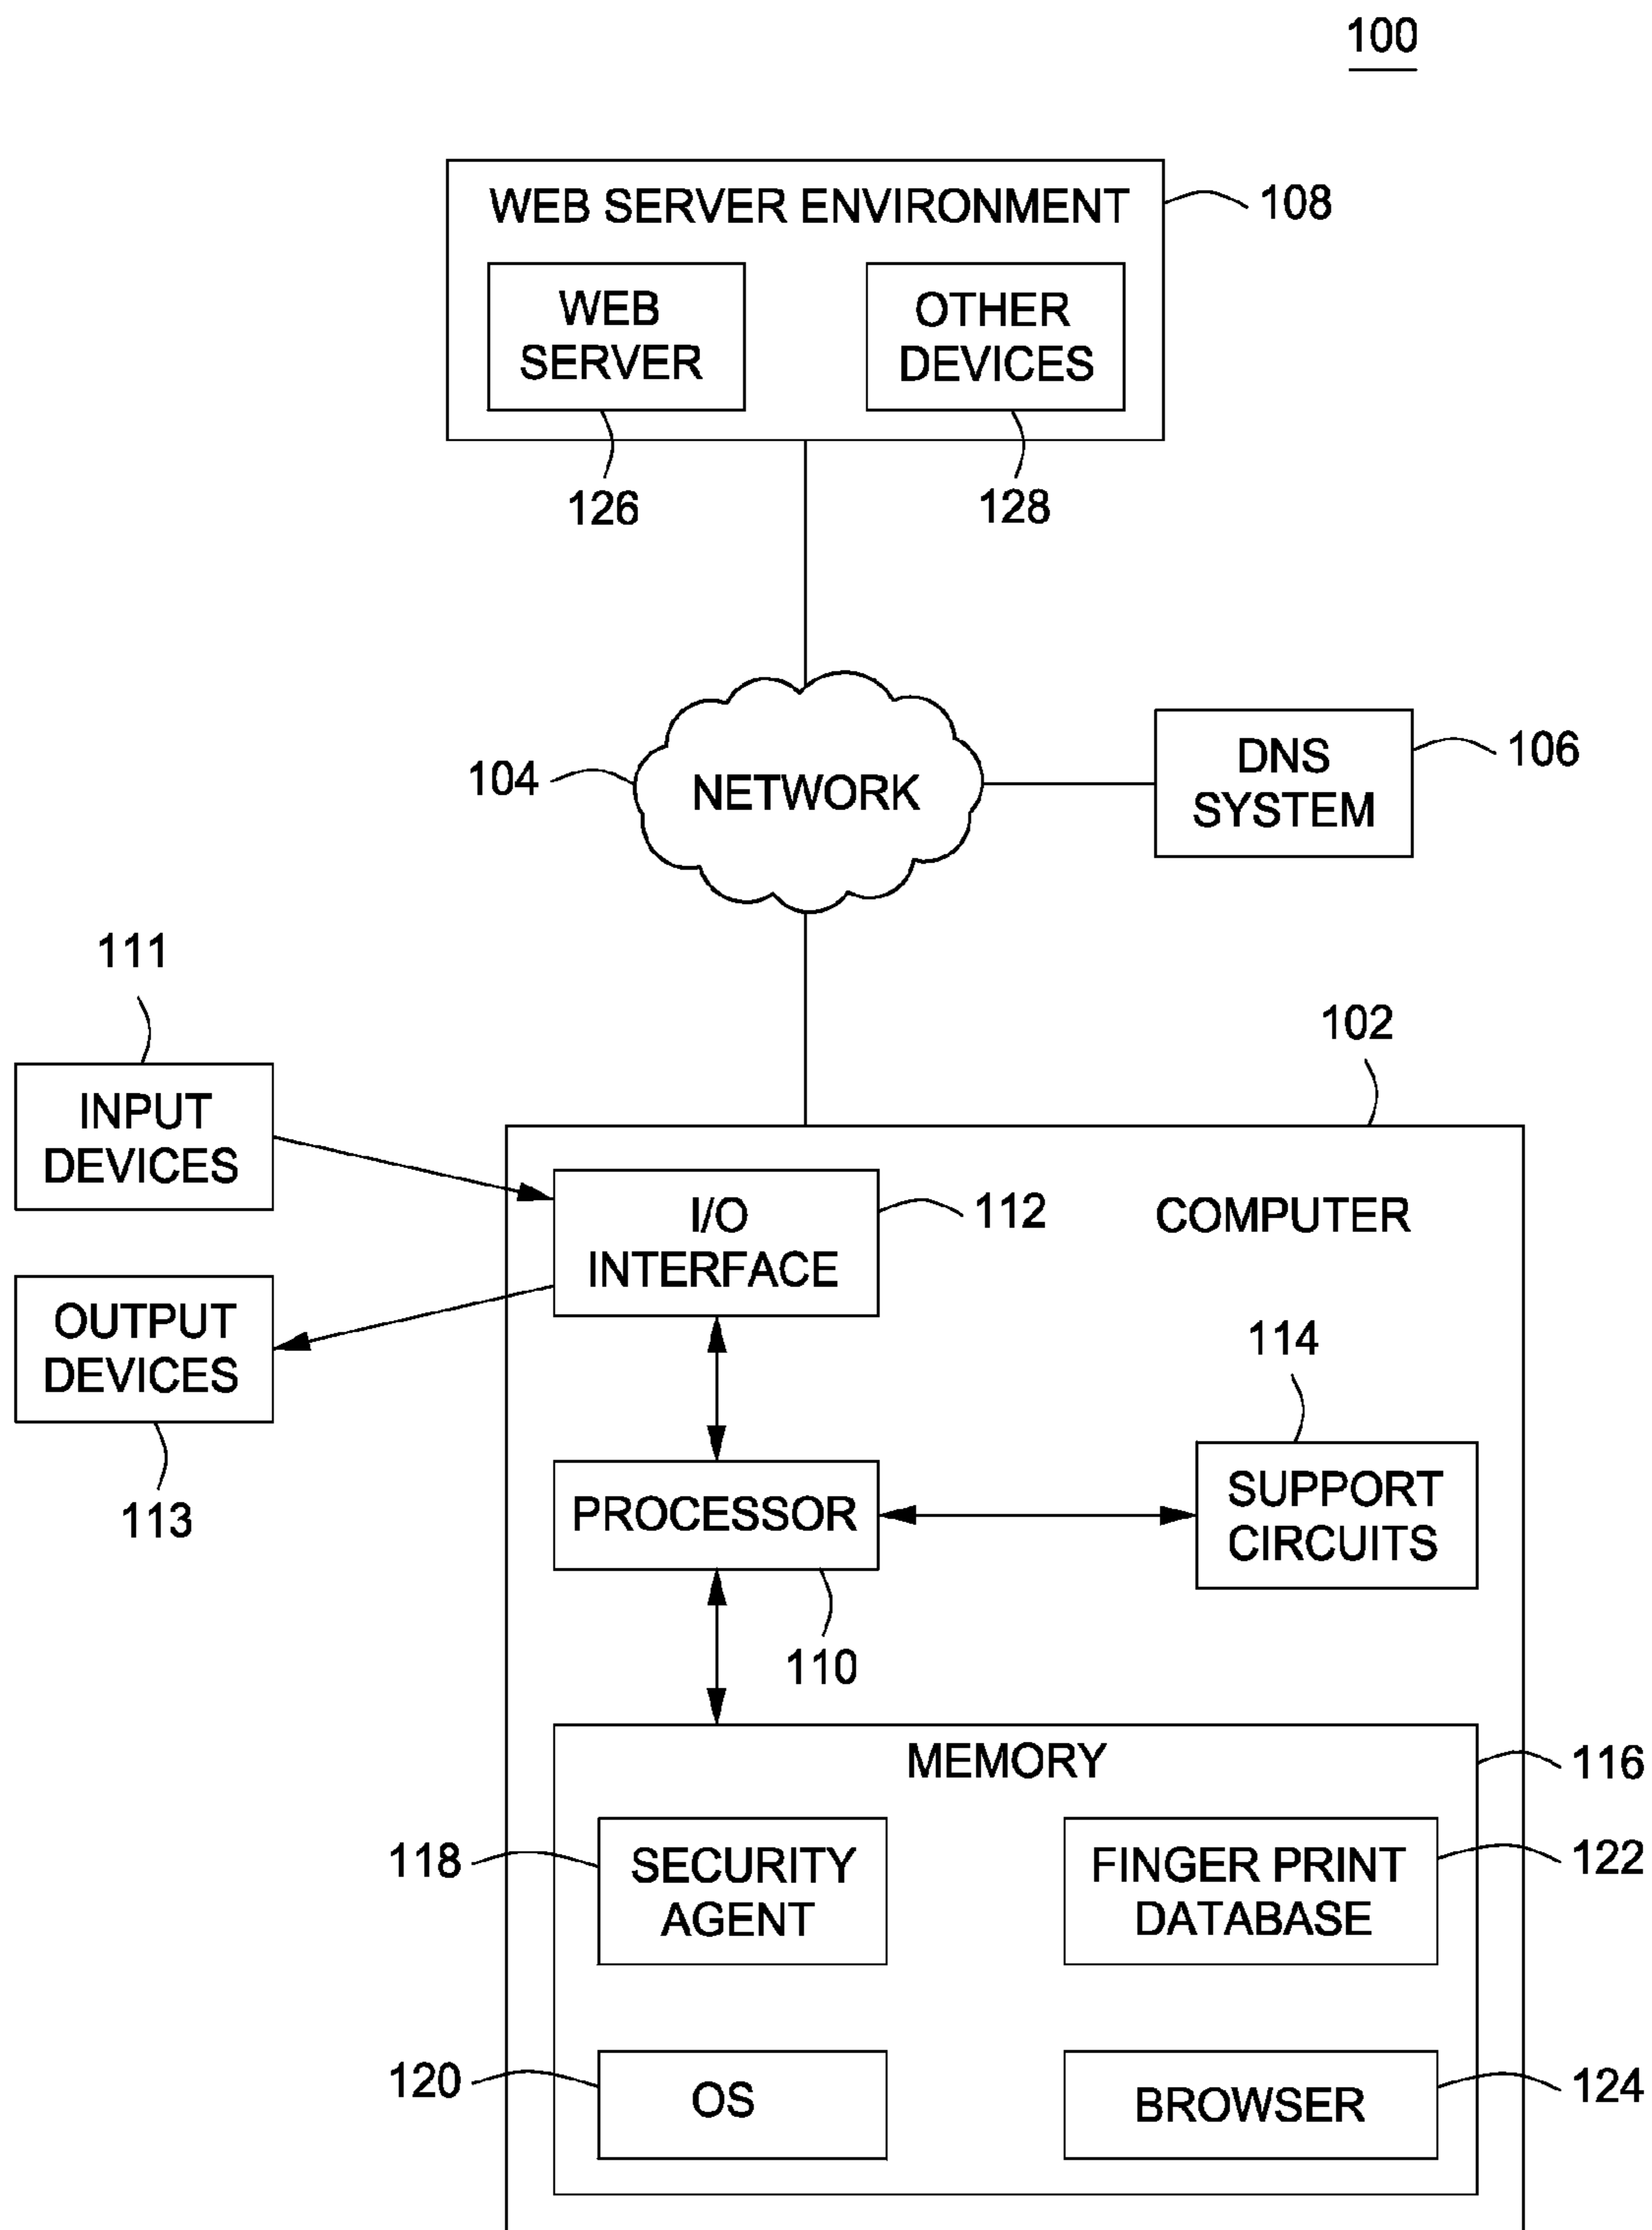 100
WEB SERVER ENVIRONMENT
108
WEB
SERVER
OTHER
DEVICES
126
128
104
NETWORK
DNS
SYSTEM
106
111
102
INPUT
DEVICES
I/O
INTERFACE
112
COMPUTER
OUTPUT
DEVICES
113
114
PROCESSOR
SUPPORT
CIRCUITS
110
MEMORY
116
118
SECURITY
AGENT
FINGER PRINT
DATABASE
122
120
OS
BROWSER
124